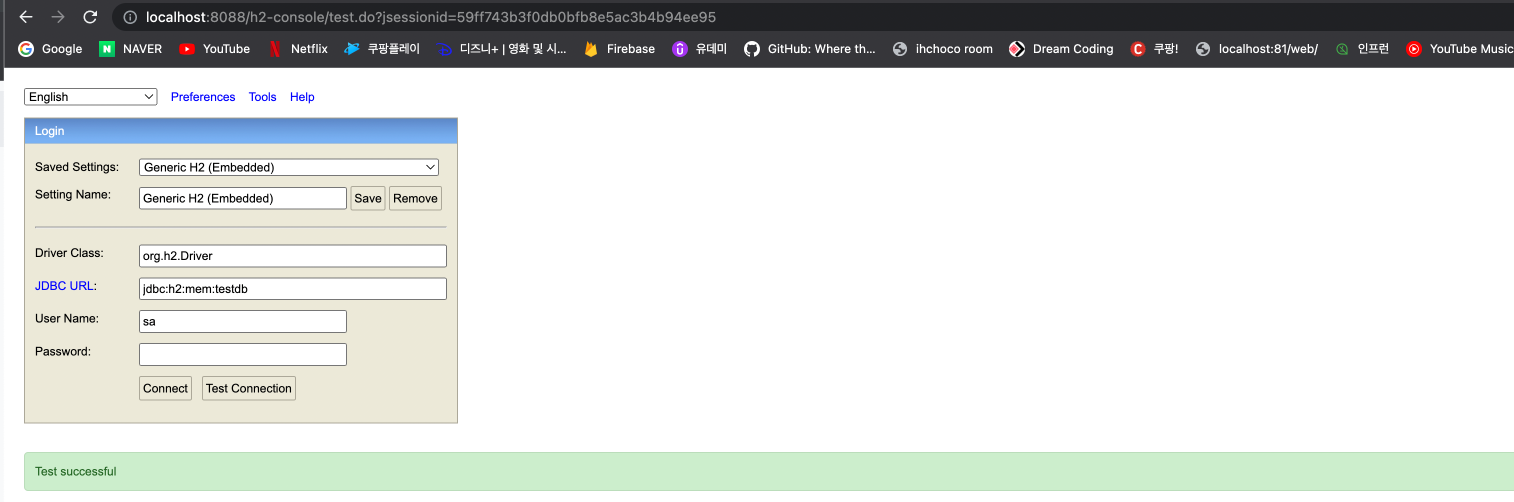 localhost:8088/h2-console/test.do?jsessionid=59ff743b3f0db0bfb8e5ac3b4b94ee95
Google NAVER YouTube Netflix 쿠팡플레이 디즈니+ | 영화 및 시... Firebase 유데미 GitHub: Where th... ihchoco room Dream Coding 쿠팡! localhost:81/web/ 인프런 YouTube Music
English Preferences Tools Help
Login
Saved Settings: Generic H2 (Embedded)
Setting Name: Generic H2 (Embedded) Save Remove
Driver Class: org.h2.Driver
JDBC URL: jdbc:h2:mem:testdb
User Name: sa
Password:
Connect Test Connection
Test successful